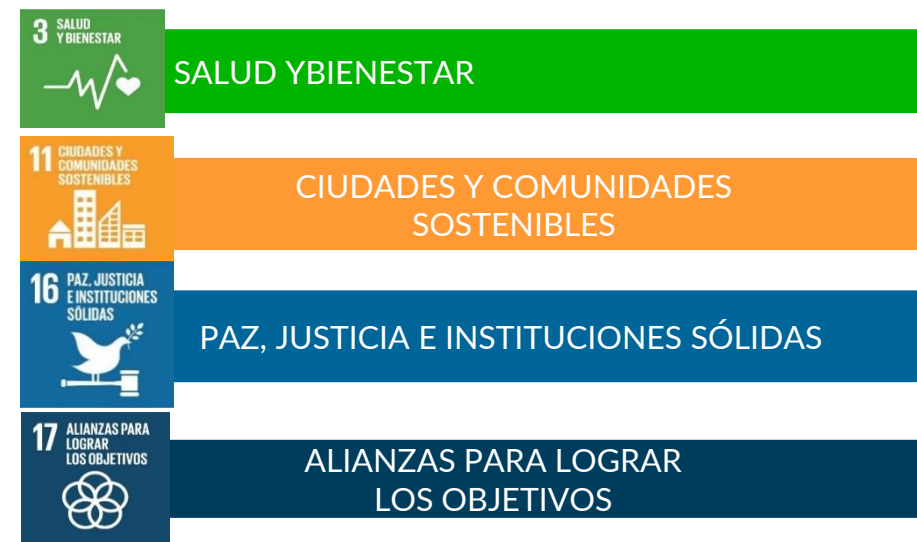 3 SALUD
Y BIENESTAR
SALUD YBIENESTAR
11 CIUDADES Y
COMUNIDADES
SOSTENIBLES
CIUDADES Y COMUNIDADES
SOSTENIBLES
16 PAZ, JUSTICIA
E INSTITUCIONES
SÓLIDAS
PAZ, JUSTICIA E INSTITUCIONES SÓLIDAS
17 ALIANZAS PARA
LOGRAR
LOS OBJETIVOS
ALIANZAS PARA LOGRAR
LOS OBJETIVOS